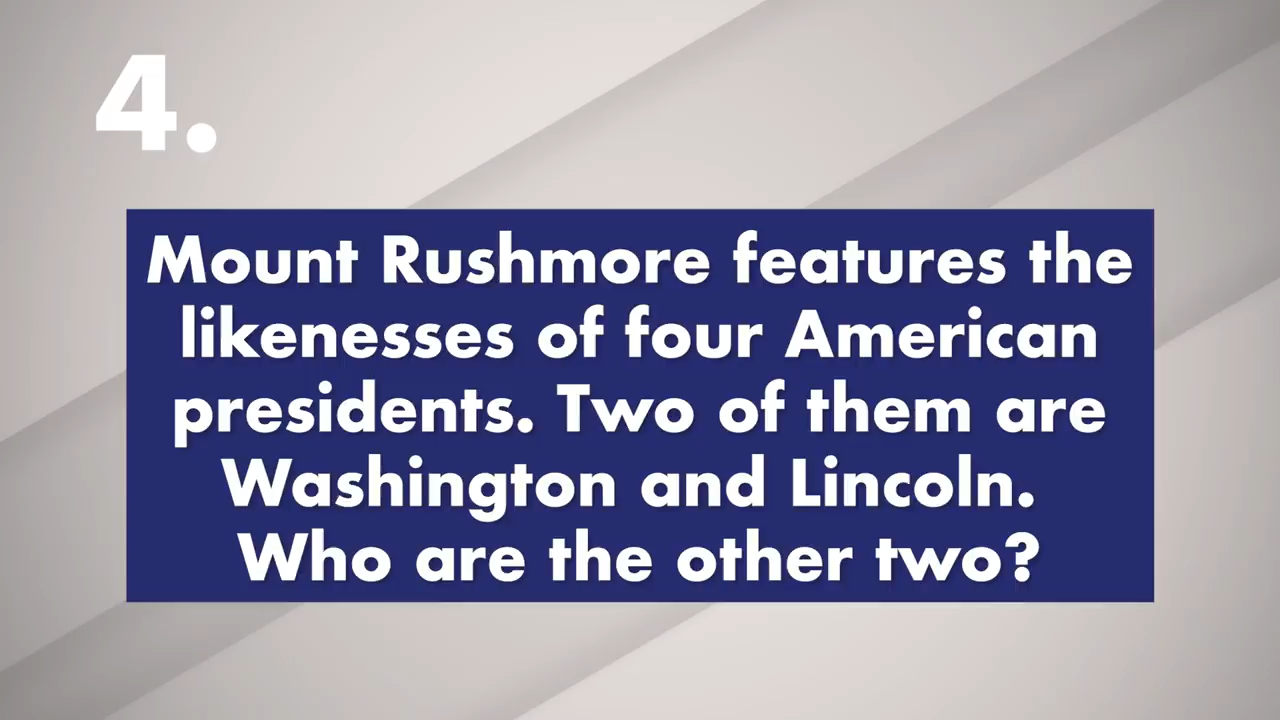 4.
Mount Rushmore features the
likenesses of four American
presidents. Two of them are
Washington and Lincoln.
Who are the other two?